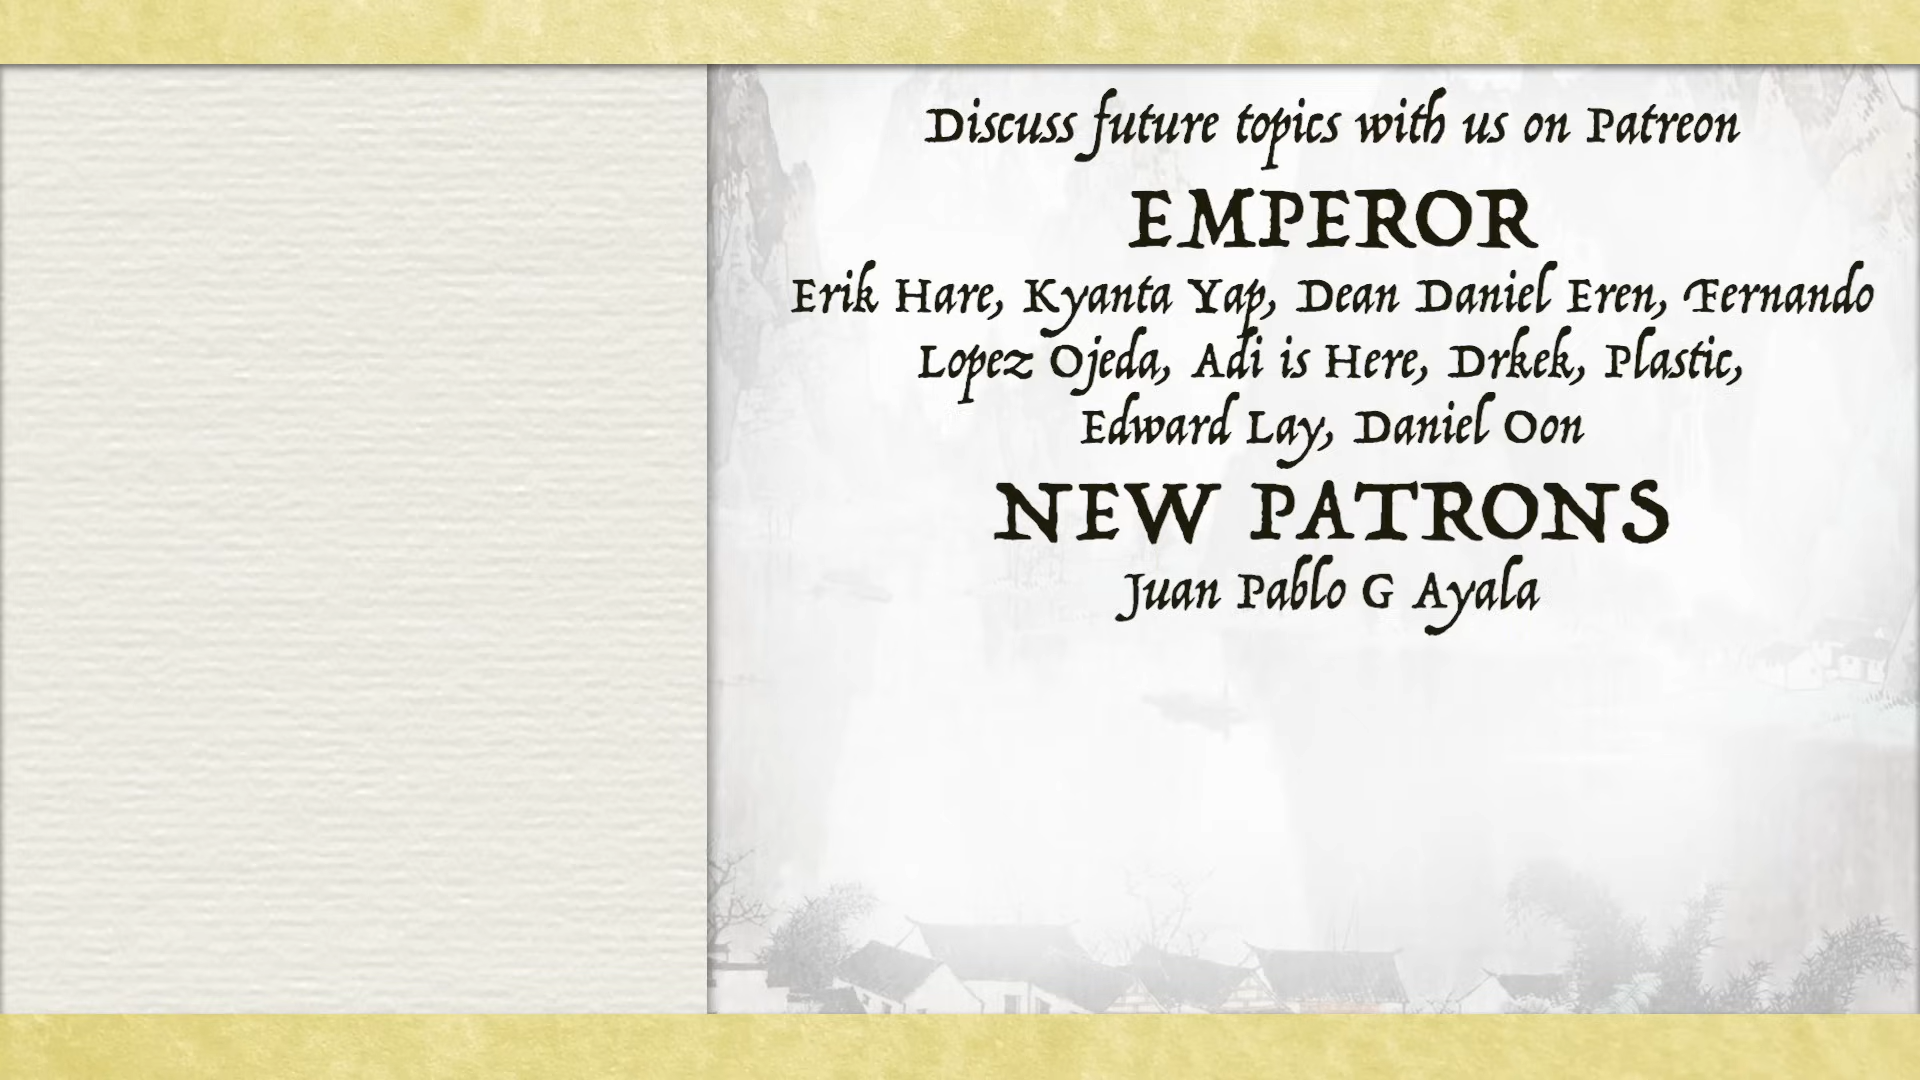 Discuss future topics with us on Patreon
EMPEROR
Erik Hare, Kyanta Yap, Dean Daniel Eren, Fernando
Lopez Ojeda, Adi is Here, Drkek, Plastic,
Edward Lay, Daniel Oon
NEW PATRONS
Juan Pablo G Ayala